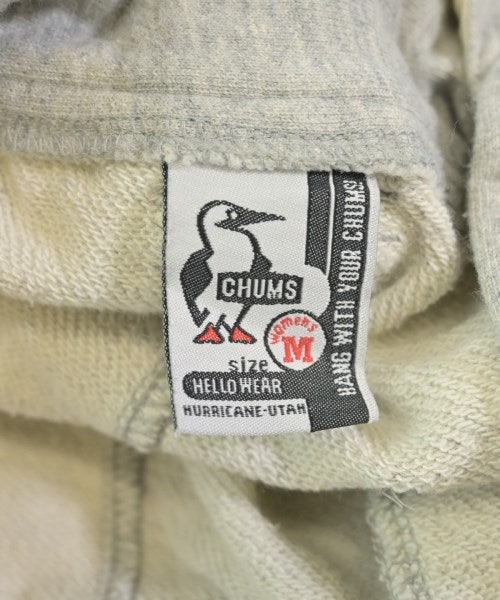 CHUMS
women's
M
size
HELLO WEAR
HURRICANE-UTAH
HANG WITH YOUR CHUMS!